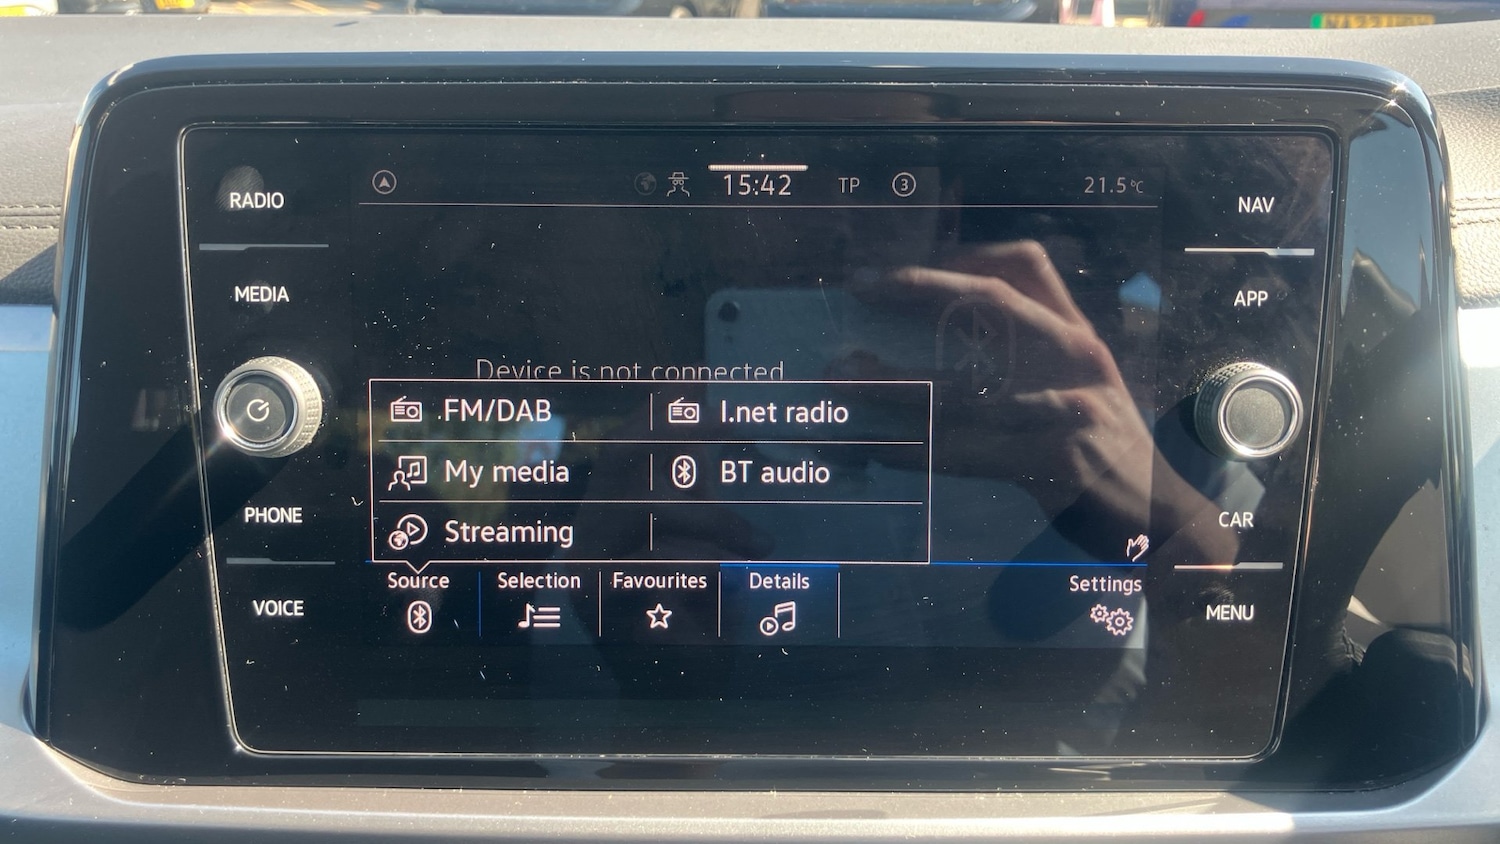 RADIO
MEDIA
PHONE
VOICE
15:42 TP 3 21.5°C
Device is not connected
FM/DAB I.net radio
My media BT audio
Streaming
Source Selection Favourites Details Settings
NAV
APP
CAR
MENU